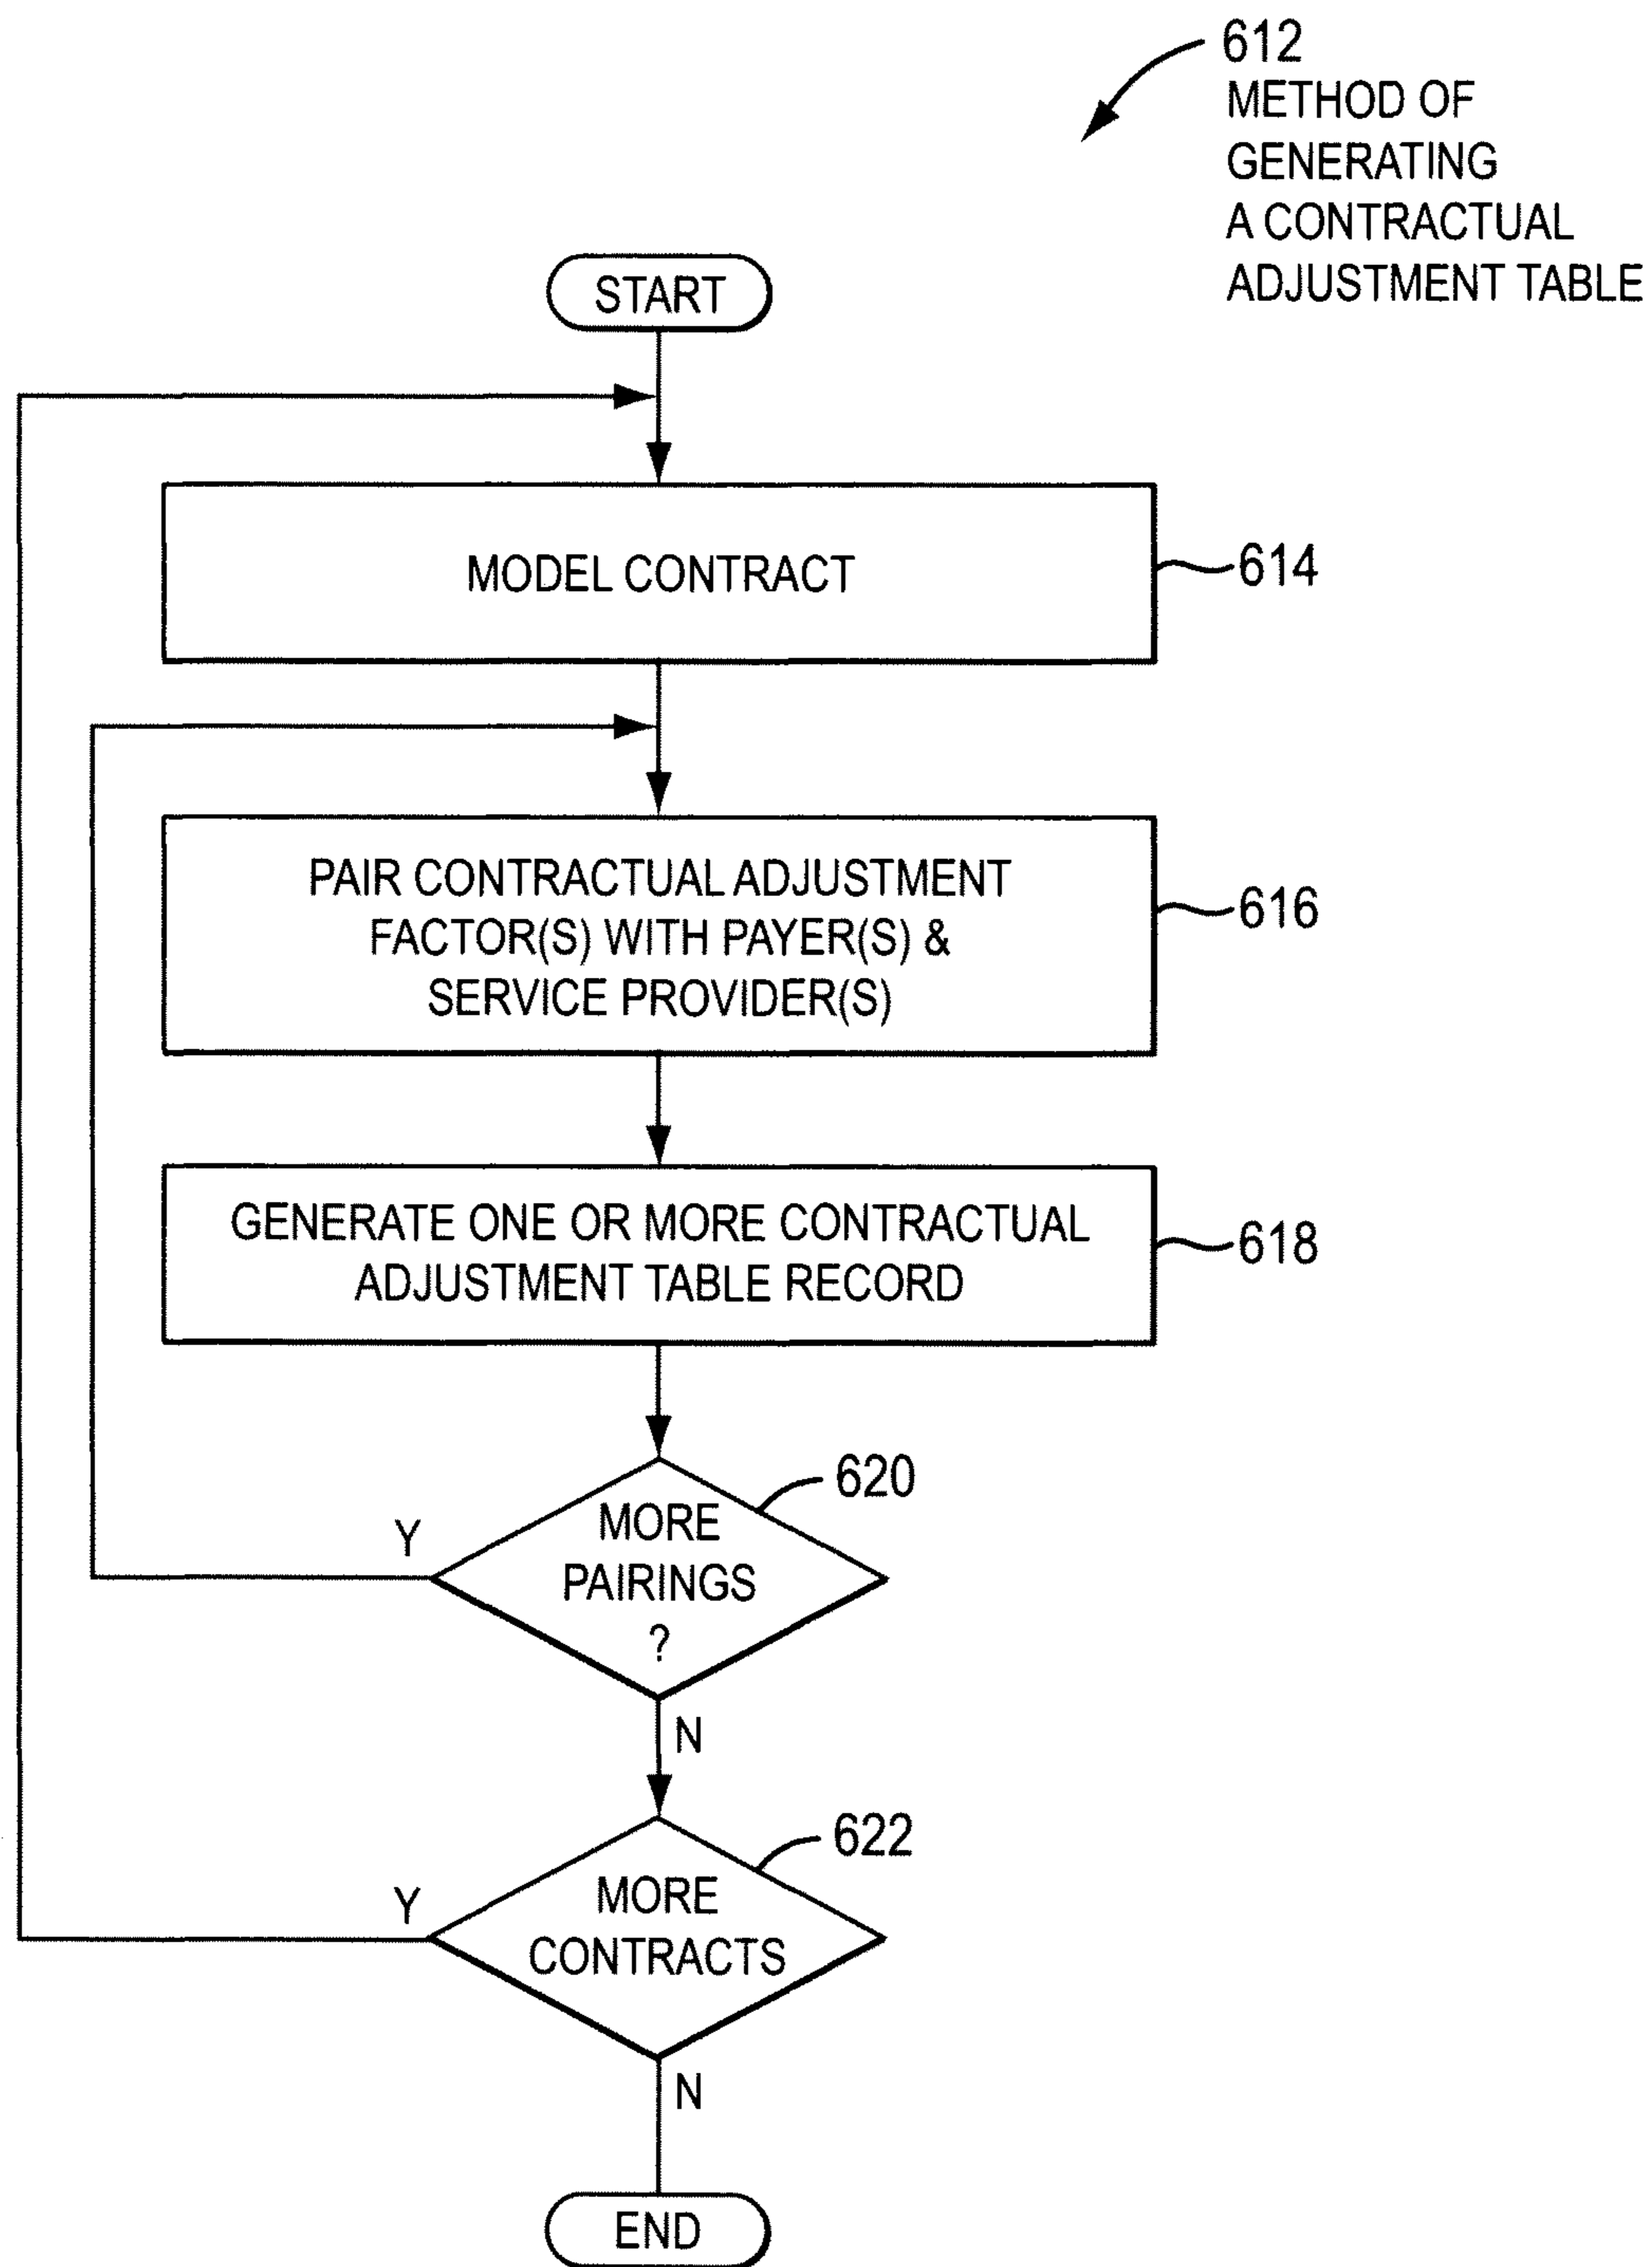 612
METHOD OF
GENERATING
A CONTRACTUAL
ADJUSTMENT TABLE
START
MODEL CONTRACT
614
PAIR CONTRACTUAL ADJUSTMENT
FACTOR(S) WITH PAYER(S) &
SERVICE PROVIDER(S)
616
GENERATE ONE OR MORE CONTRACTUAL
ADJUSTMENT TABLE RECORD
618
620
MORE
PAIRINGS
?
Y
N
622
MORE
CONTRACTS
Y
N
END